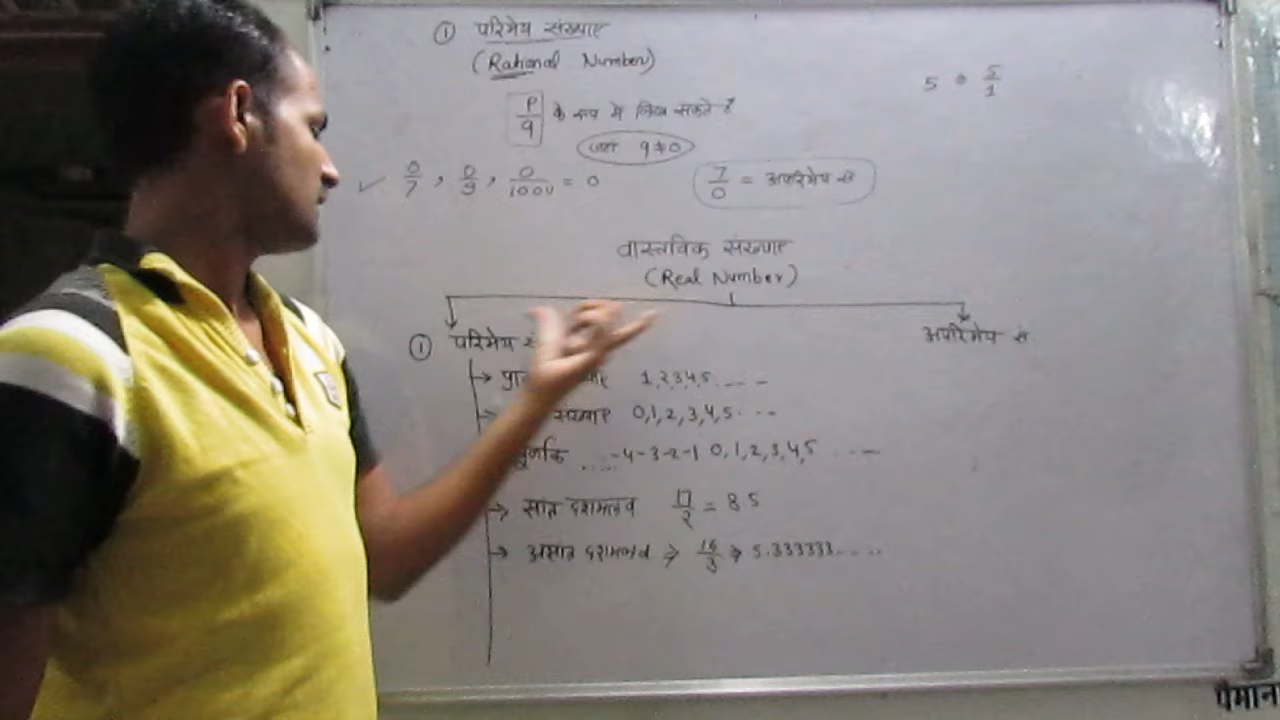 ① परिमेय संख्याए
(Rational Number)
5 ⇒ 5/1
P/q के रूप में लिख सकते है
जहाँ q≠0
✓ 0/7 , 0/9 , 0/1000 = 0
7/0 = अपरिमेय सं
वास्तविक संख्याए
(Real Number)
① परिमेय
अपरिमेय सं
→ 1,2,3,4,5. — –
→ संख्याए 0,1,2,3,4,5. --
.....-4-3-2-1 0,1,2,3,4,5 . -—
→ सांत दशमलव 17/2 = 8.5
→ असांत दशमलव ⇒ 16/3 ⇒ 5.333333. . ..
पैमान